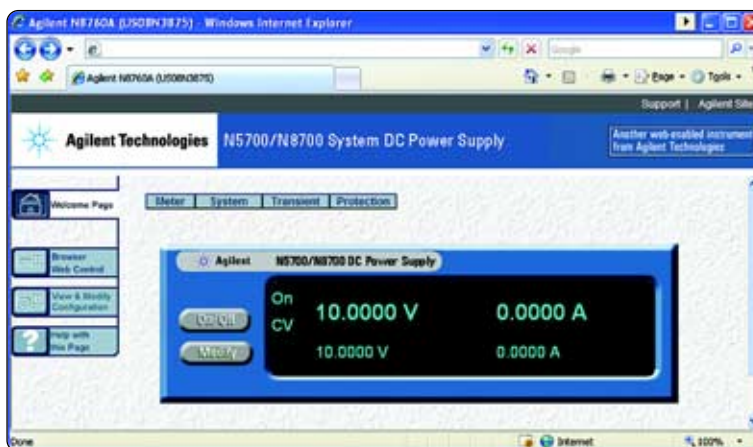 Agilent N8760A (US08N3875) - Windows Internet Explorer
Google
Agilent N8760A (US08N3875)
Page
Tools
Support | Agilent Site
Agilent Technologies
N5700/N8700 System DC Power Supply
Another web-enabled instrument
from Agilent Technologies
Welcome Page
Meter | System | Transient | Protection
Browser
Web Control
View & Modify
Configuration
Help with
this Page
Agilent
N5700/N8700 DC Power Supply
On/Off
Modify
On
CV
10.0000 V
0.0000 A
10.0000 V
0.0000 A
Done
Internet
100%